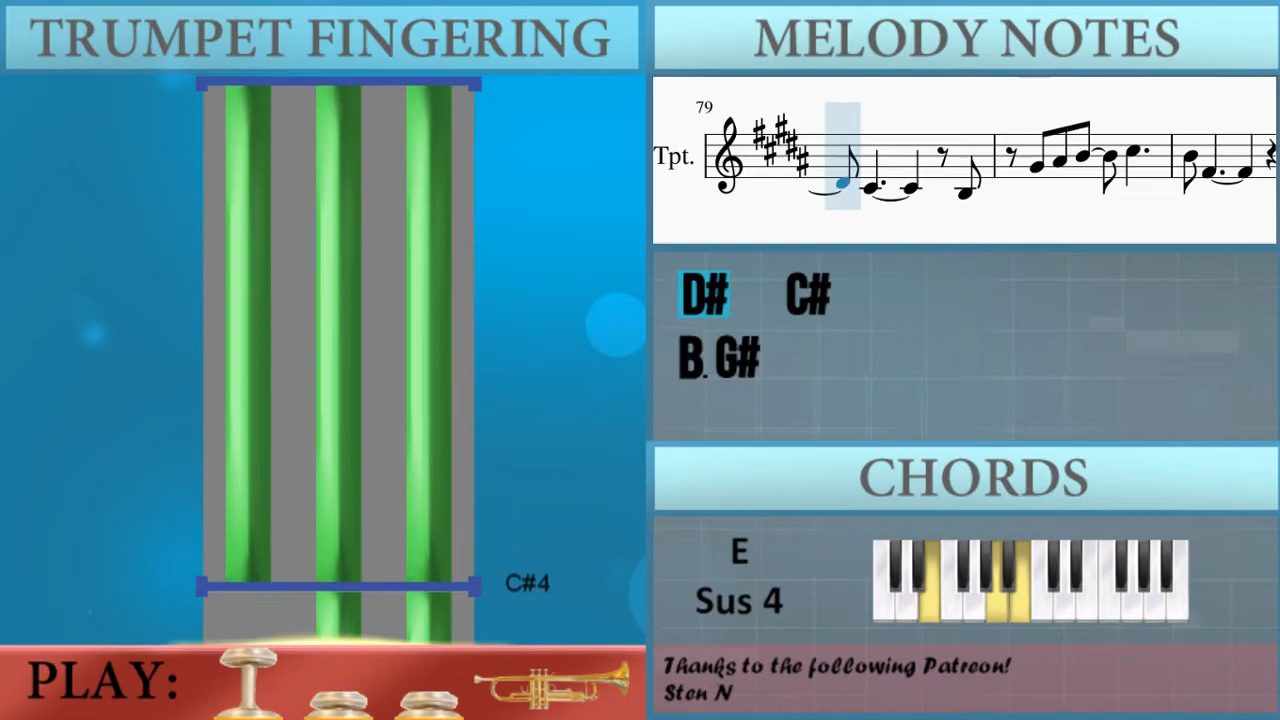 TRUMPET FINGERING
MELODY NOTES
79
Tpt.
D# C#
B. G#
CHORDS
C#4
E
Sus 4
PLAY:
Thanks to the following Patreon!
Sten N